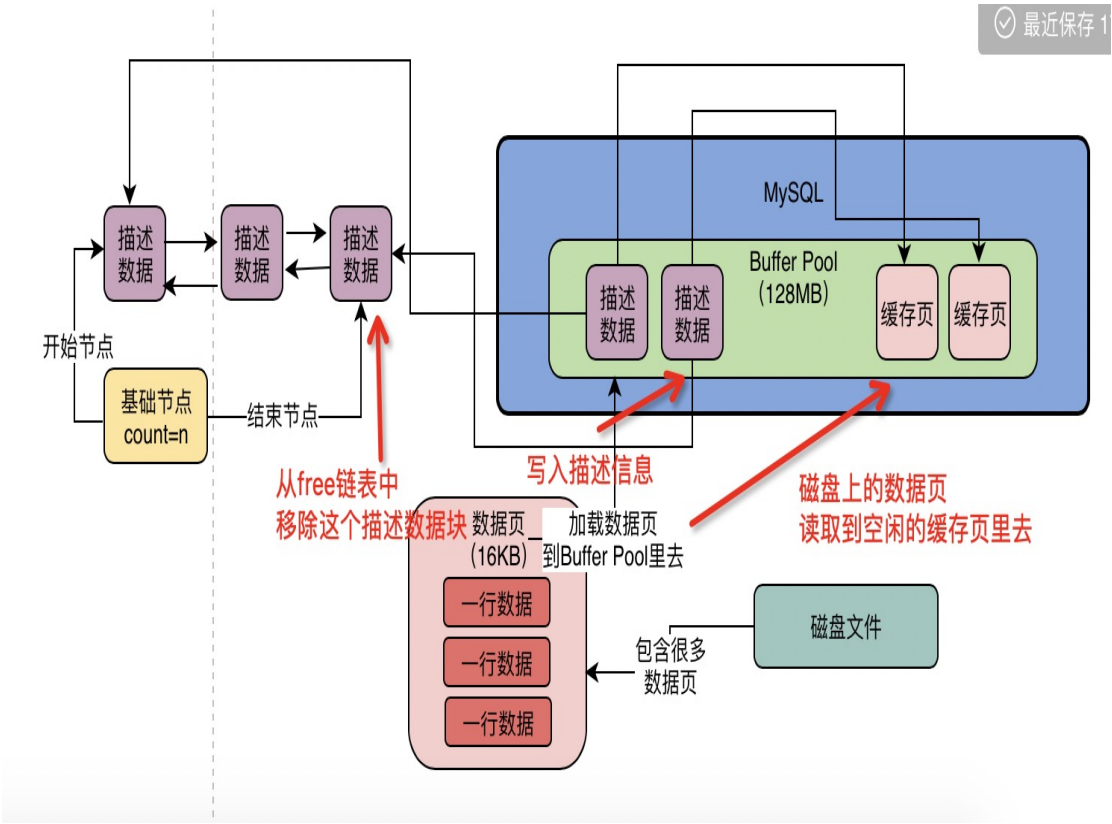 最近保存 1
MySQL
Buffer Pool
（128MB）
描述
数据
描述
数据
描述
数据
描述
数据
描述
数据
缓存页
缓存页
开始节点
基础节点
count=n
结束节点
从free链表中
移除这个描述数据块
写入描述信息
磁盘上的数据页
读取到空闲的缓存页里去
数据页
（16KB）
加载数据页
到Buffer Pool里去
一行数据
一行数据
一行数据
包含很多
数据页
磁盘文件